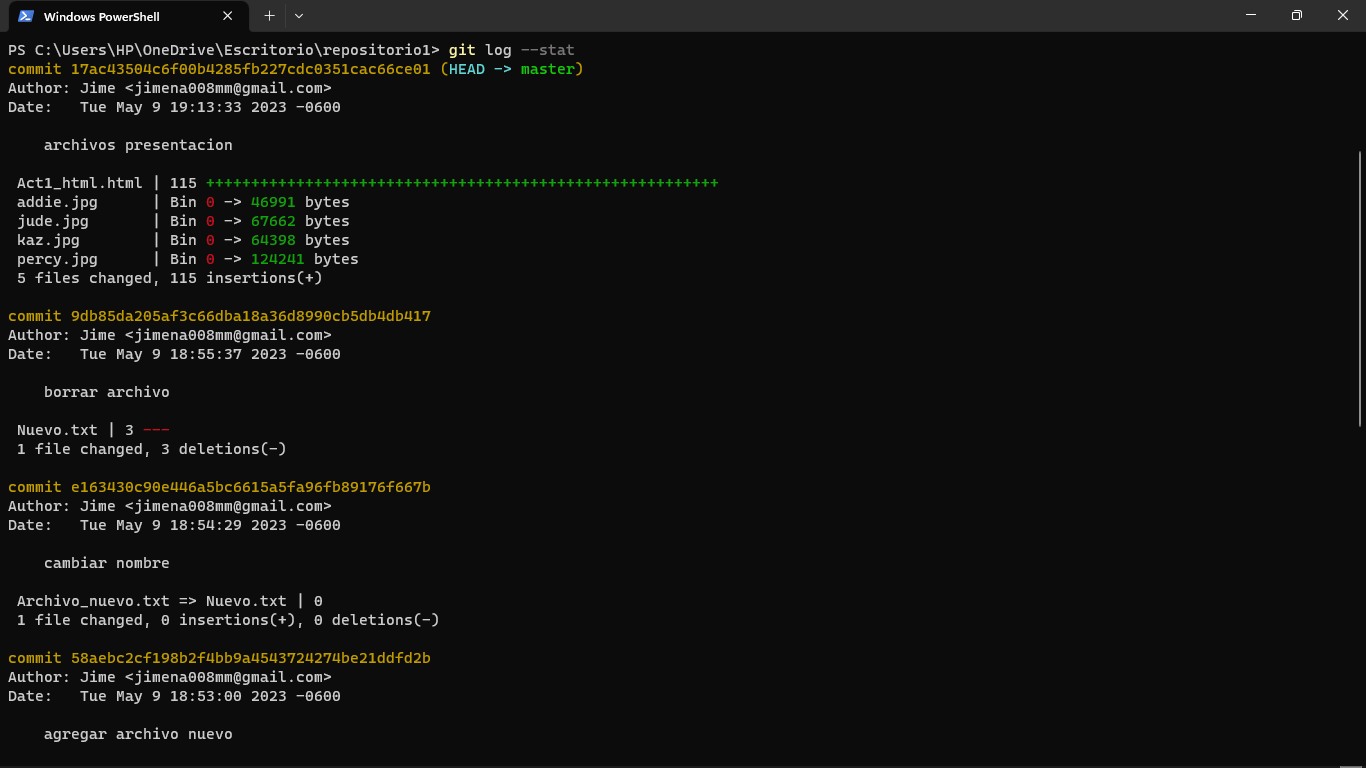 Windows PowerShell
PS C:\Users\HP\OneDrive\Escritorio\repositorio1> git log --stat
commit 17ac43504c6f00b4285fb227cdc0351cac66ce01 (HEAD -> master)
Author: Jime <jimena008mm@gmail.com>
Date:   Tue May 9 19:13:33 2023 -0600
    archivos presentacion
 Act1_html.html | 115 +++++++++++++++++++++++++++++++++++++++++++++++++++++++++
 addie.jpg      | Bin 0 -> 46991 bytes
 jude.jpg       | Bin 0 -> 67662 bytes
 kaz.jpg        | Bin 0 -> 64398 bytes
 percy.jpg      | Bin 0 -> 124241 bytes
 5 files changed, 115 insertions(+)
commit 9db85da205af3c66dba18a36d8990cb5db4db417
Author: Jime <jimena008mm@gmail.com>
Date:   Tue May 9 18:55:37 2023 -0600
    borrar archivo
 Nuevo.txt | 3 ---
 1 file changed, 3 deletions(-)
commit e163430c90e446a5bc6615a5fa96fb89176f667b
Author: Jime <jimena008mm@gmail.com>
Date:   Tue May 9 18:54:29 2023 -0600
    cambiar nombre
 Archivo_nuevo.txt => Nuevo.txt | 0
 1 file changed, 0 insertions(+), 0 deletions(-)
commit 58aebc2cf198b2f4bb9a4543724274be21ddfd2b
Author: Jime <jimena008mm@gmail.com>
Date:   Tue May 9 18:53:00 2023 -0600
    agregar archivo nuevo